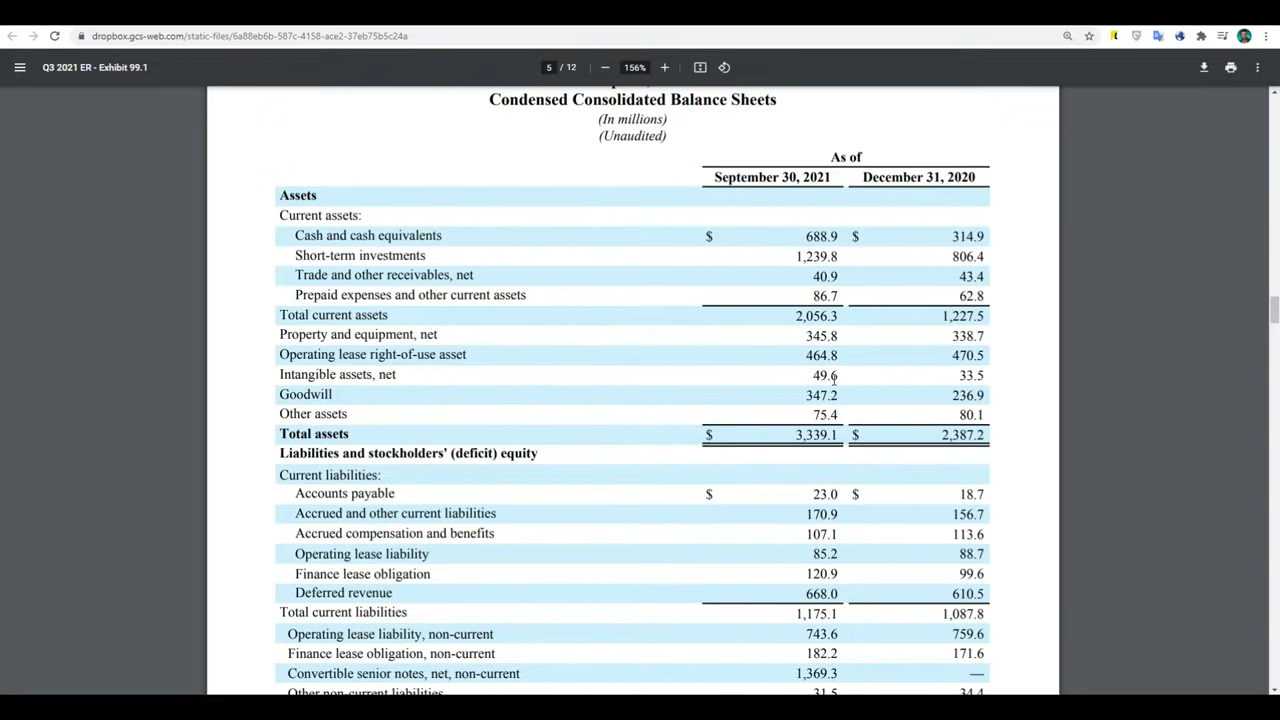 dropbox.gcs-web.com/static-files/6a88eb6b-587c-4158-ace2-37eb75b5c24a
Q3 2021 ER - Exhibit 99.1 5 / 12 156%
Condensed Consolidated Balance Sheets
(In millions)
(Unaudited)
As of
September 30, 2021 December 31, 2020
Assets
Current assets:
Cash and cash equivalents $ 688.9 $ 314.9
Short-term investments 1,239.8 806.4
Trade and other receivables, net 40.9 43.4
Prepaid expenses and other current assets 86.7 62.8
Total current assets 2,056.3 1,227.5
Property and equipment, net 345.8 338.7
Operating lease right-of-use asset 464.8 470.5
Intangible assets, net 49.6 33.5
Goodwill 347.2 236.9
Other assets 75.4 80.1
Total assets $ 3,339.1 $ 2,387.2
Liabilities and stockholders' (deficit) equity
Current liabilities:
Accounts payable $ 23.0 $ 18.7
Accrued and other current liabilities 170.9 156.7
Accrued compensation and benefits 107.1 113.6
Operating lease liability 85.2 88.7
Finance lease obligation 120.9 99.6
Deferred revenue 668.0 610.5
Total current liabilities 1,175.1 1,087.8
Operating lease liability, non-current 743.6 759.6
Finance lease obligation, non-current 182.2 171.6
Convertible senior notes, net, non-current 1,369.3 —
Other non-current liabilities 31.5 34.4